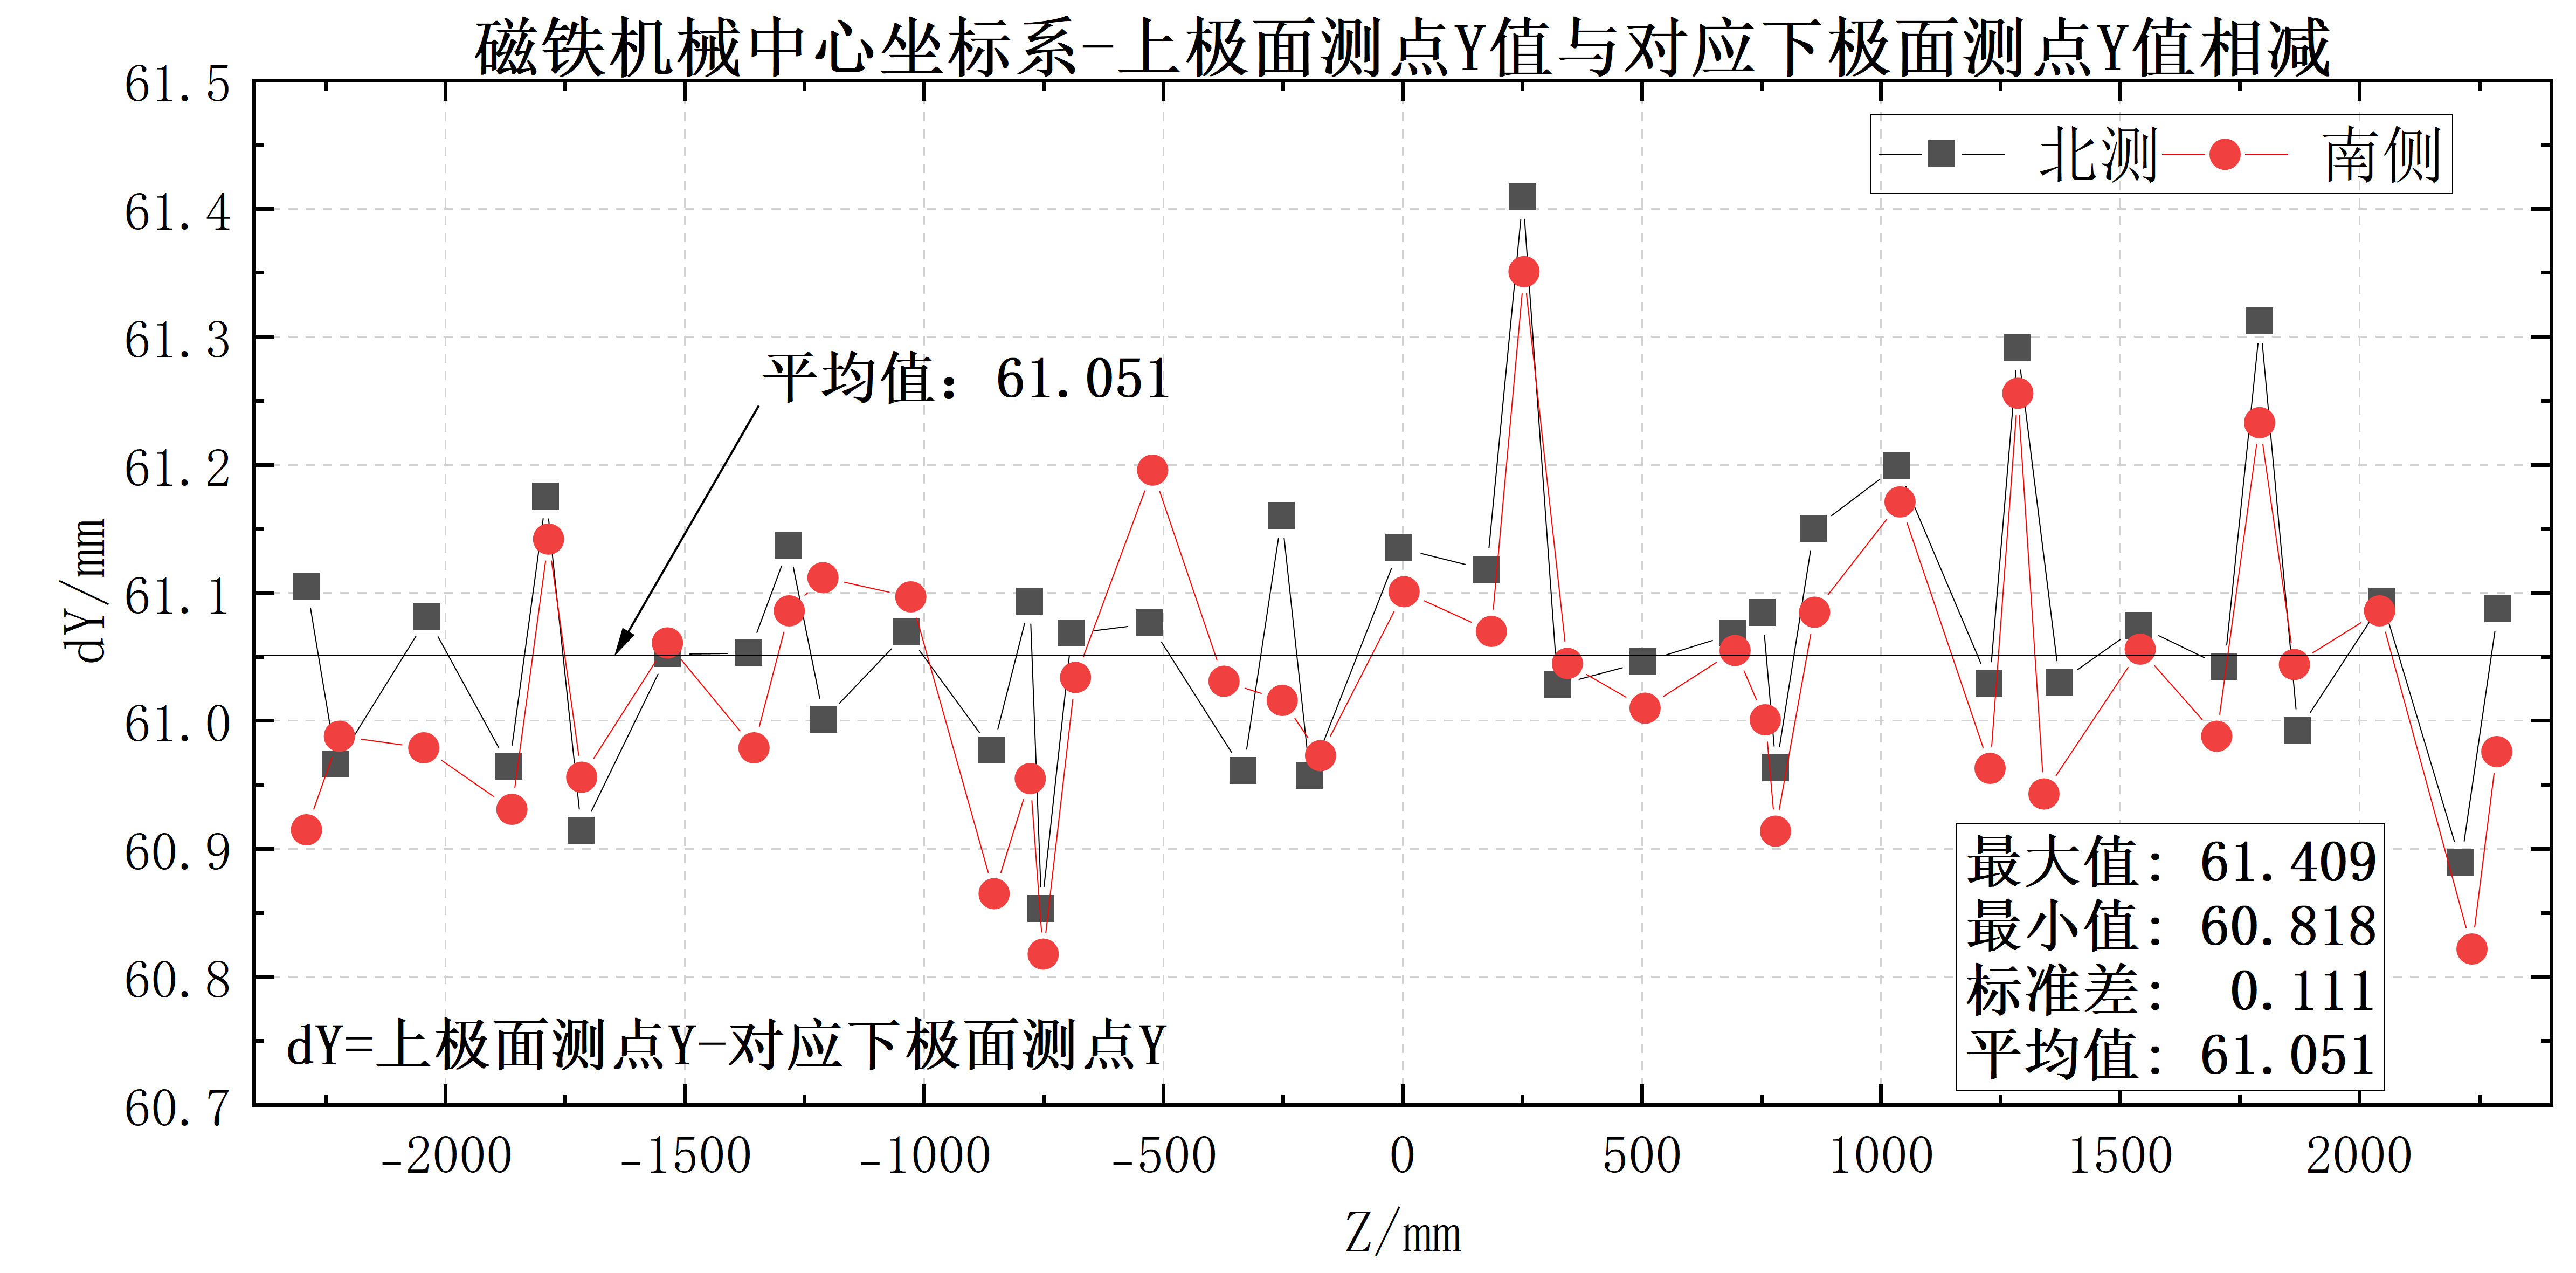 磁铁机械中心坐标系-上极面测点Y值与对应下极面测点Y值相减
61.5
61.4
61.3
61.2
61.1
61.0
60.9
60.8
60.7
dY/mm
北测 南侧
平均值：61.051
最大值: 61.409
最小值: 60.818
标准差: 0.111
平均值: 61.051
dY=上极面测点Y-对应下极面测点Y
-2000 -1500 -1000 -500 0 500 1000 1500 2000
Z/mm